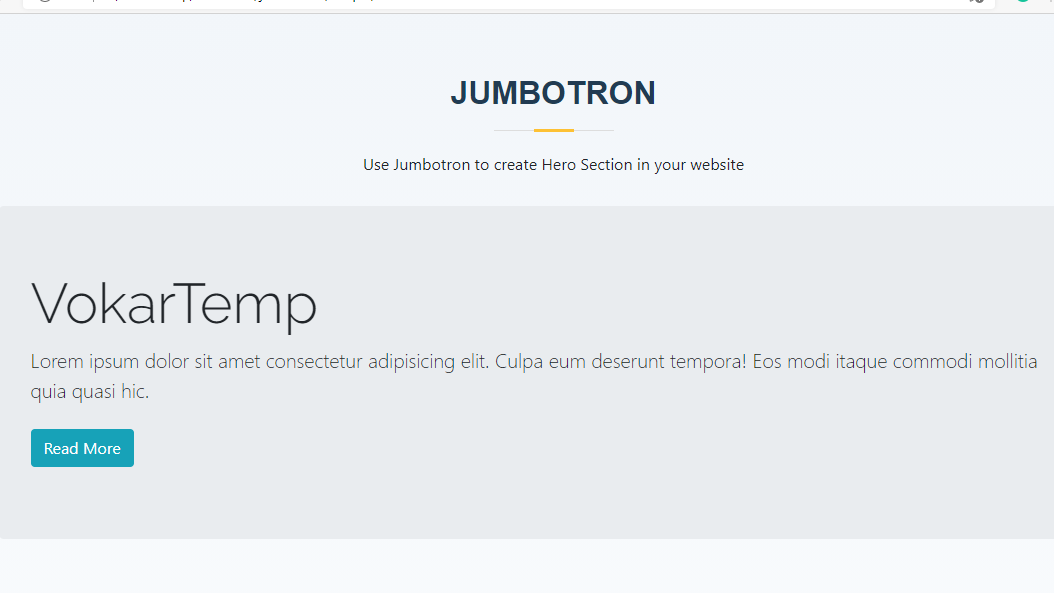 JUMBOTRON
Use Jumbotron to create Hero Section in your website
VokarTemp
Lorem ipsum dolor sit amet consectetur adipisicing elit. Culpa eum deserunt tempora! Eos modi itaque commodi mollitia
quia quasi hic.
Read More